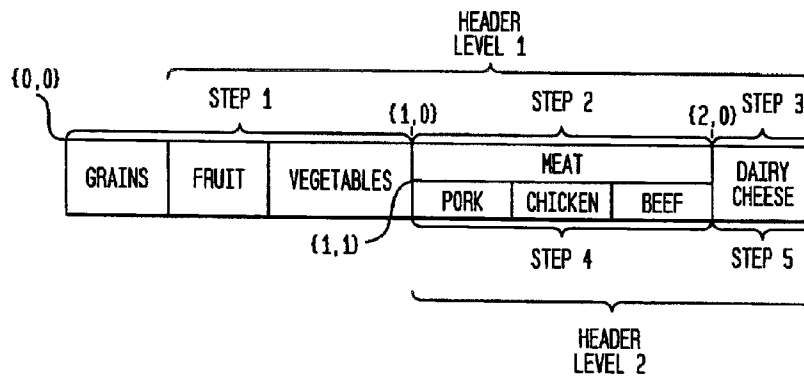 HEADER
LEVEL 1
{0,0}
STEP 1
{1,0}
STEP 2
{2,0}
STEP 3
GRAINS
FRUIT
VEGETABLES
MEAT
DAIRY
CHEESE
PORK
CHICKEN
BEEF
{1,1}
STEP 4
STEP 5
HEADER
LEVEL 2